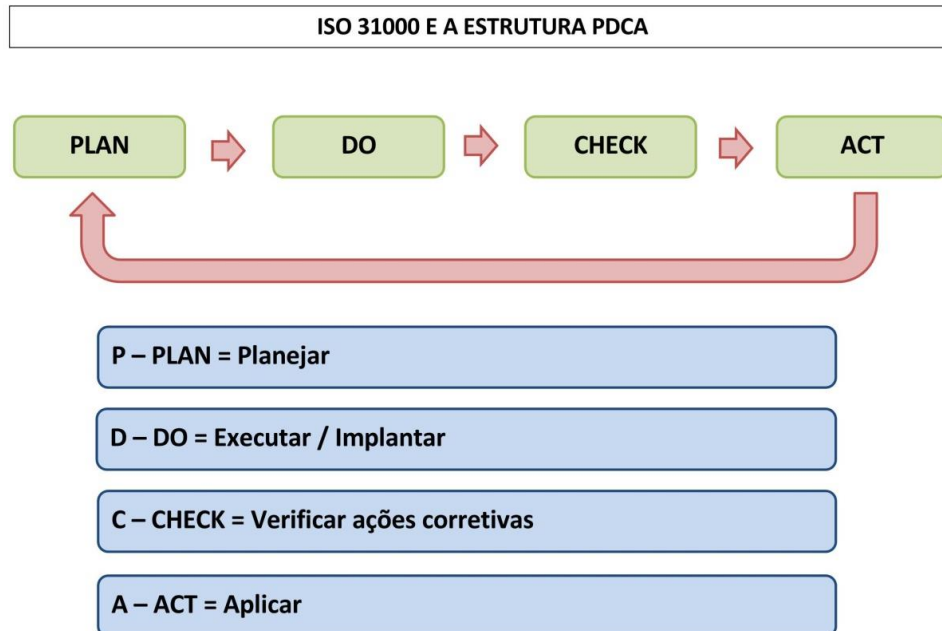 ISO 31000 E A ESTRUTURA PDCA
PLAN
DO
CHECK
ACT
P – PLAN = Planejar
D – DO = Executar / Implantar
C – CHECK = Verificar ações corretivas
A – ACT = Aplicar